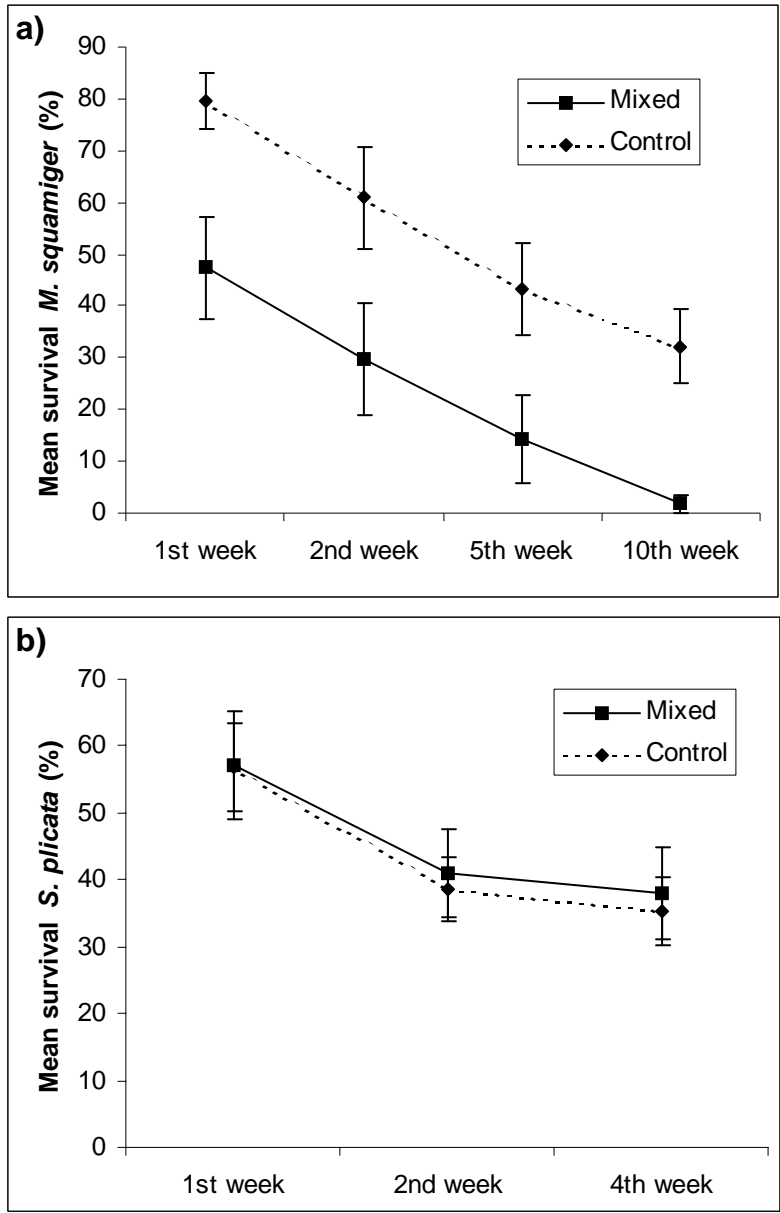 a)
Mean survival M. squamiger (%)
90
80
70
60
50
40
30
20
10
0
Mixed
Control
1st week 2nd week 5th week 10th week
b)
Mean survival S. plicata (%)
70
60
50
40
30
20
10
0
Mixed
Control
1st week 2nd week 4th week